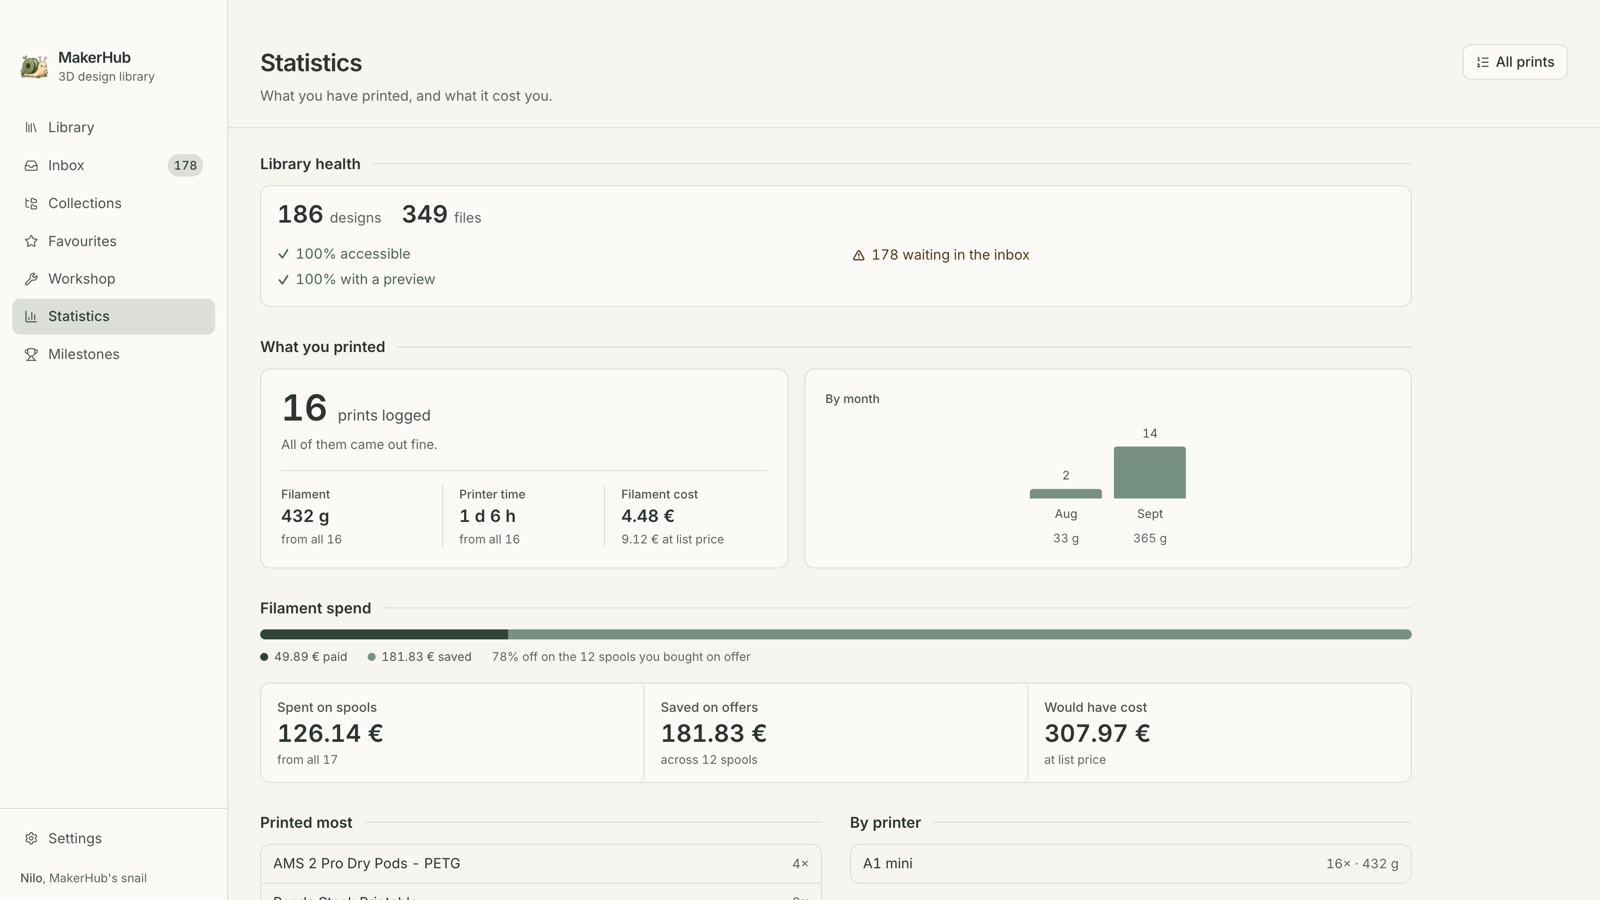 MakerHub
3D design library
Library
Inbox 178
Collections
Favourites
Workshop
Statistics
Milestones
Settings
Nilo, MakerHub's snail
Statistics
What you have printed, and what it cost you.
All prints
Library health
186 designs 349 files
100% accessible
178 waiting in the inbox
100% with a preview
What you printed
16 prints logged
All of them came out fine.
Filament
432 g
from all 16
Printer time
1 d 6 h
from all 16
Filament cost
4.48 €
9.12 € at list price
By month
2
14
Aug
Sept
33 g
365 g
Filament spend
49.89 € paid
181.83 € saved
78% off on the 12 spools you bought on offer
Spent on spools
126.14 €
from all 17
Saved on offers
181.83 €
across 12 spools
Would have cost
307.97 €
at list price
Printed most
AMS 2 Pro Dry Pods - PETG 4×
By printer
A1 mini 16× · 432 g